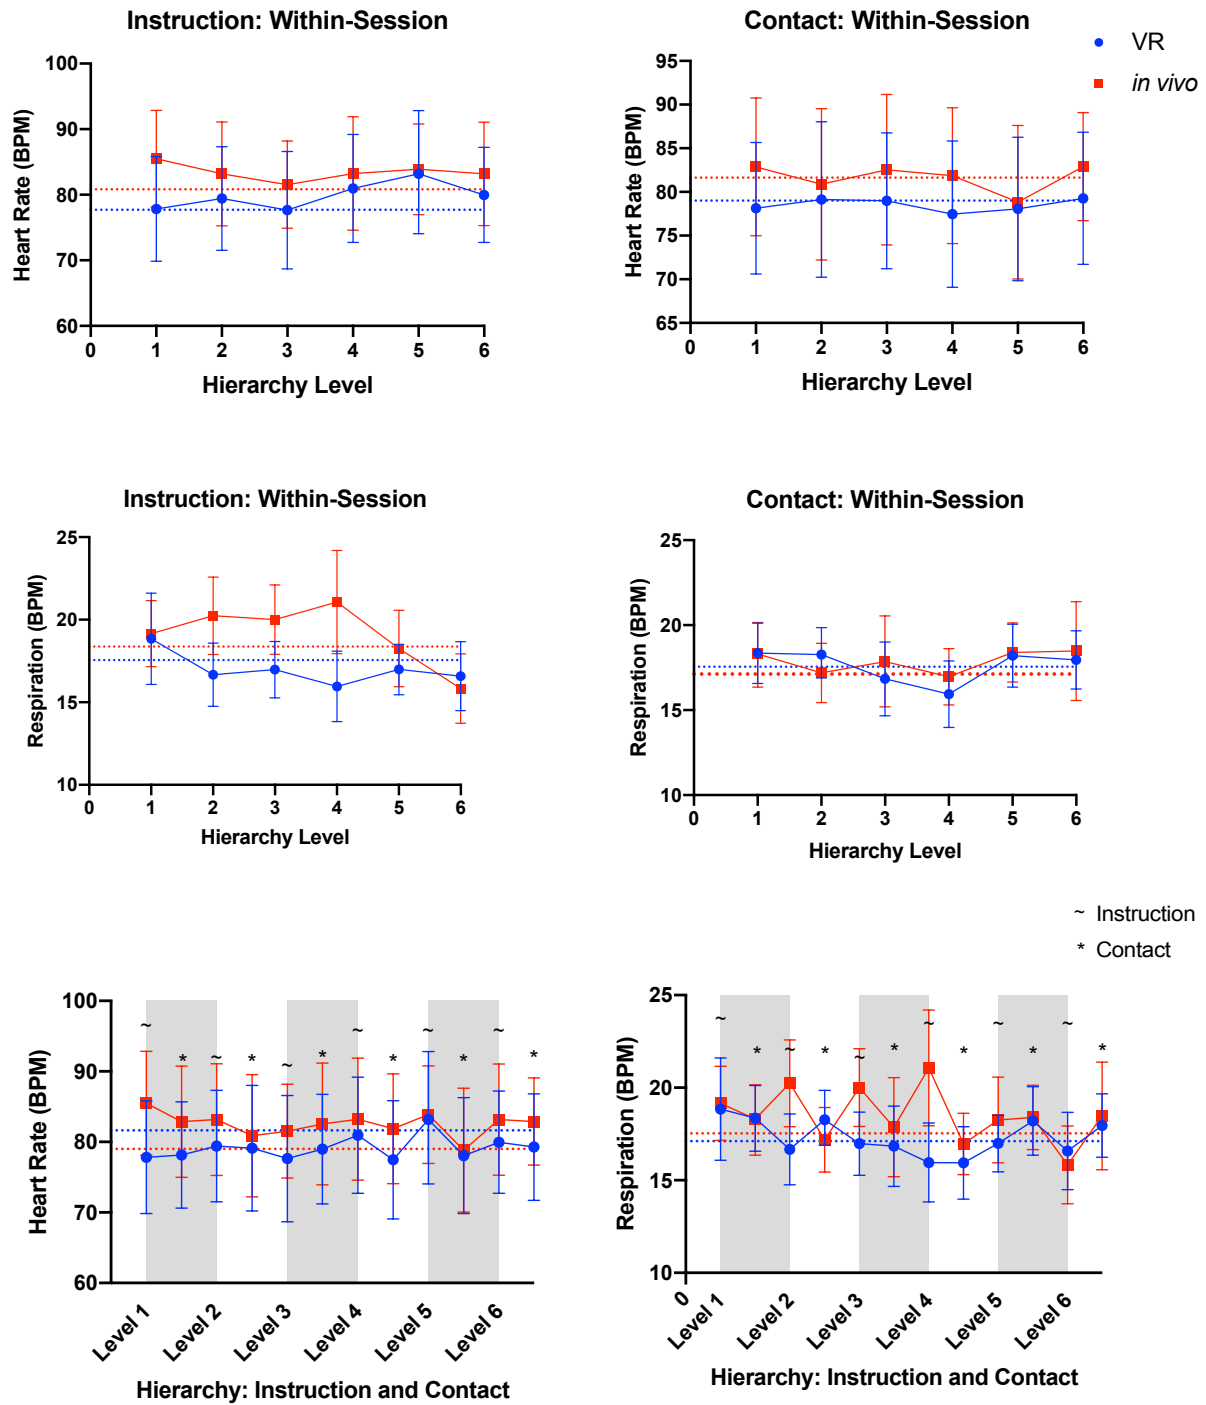 Instruction: Within-Session
Heart Rate (BPM)
100
90
80
70
60
0 1 2 3 4 5 6
Hierarchy Level
Contact: Within-Session
VR
in vivo
Heart Rate (BPM)
95
90
85
80
75
70
65
0 1 2 3 4 5 6
Hierarchy Level
Instruction: Within-Session
Respiration (BPM)
25
20
15
10
0 1 2 3 4 5 6
Hierarchy Level
Contact: Within-Session
Respiration (BPM)
25
20
15
10
0 1 2 3 4 5 6
Hierarchy Level
~ Instruction
* Contact
Heart Rate (BPM)
100
90
80
70
60
~ * ~ * ~ * ~ * ~ * ~ *
Level 1 Level 2 Level 3 Level 4 Level 5 Level 6
Hierarchy: Instruction and Contact
Respiration (BPM)
25
20
15
10
~ * ~ * ~ * ~ * ~ * ~ *
0 Level 1 Level 2 Level 3 Level 4 Level 5 Level 6
Hierarchy: Instruction and Contact